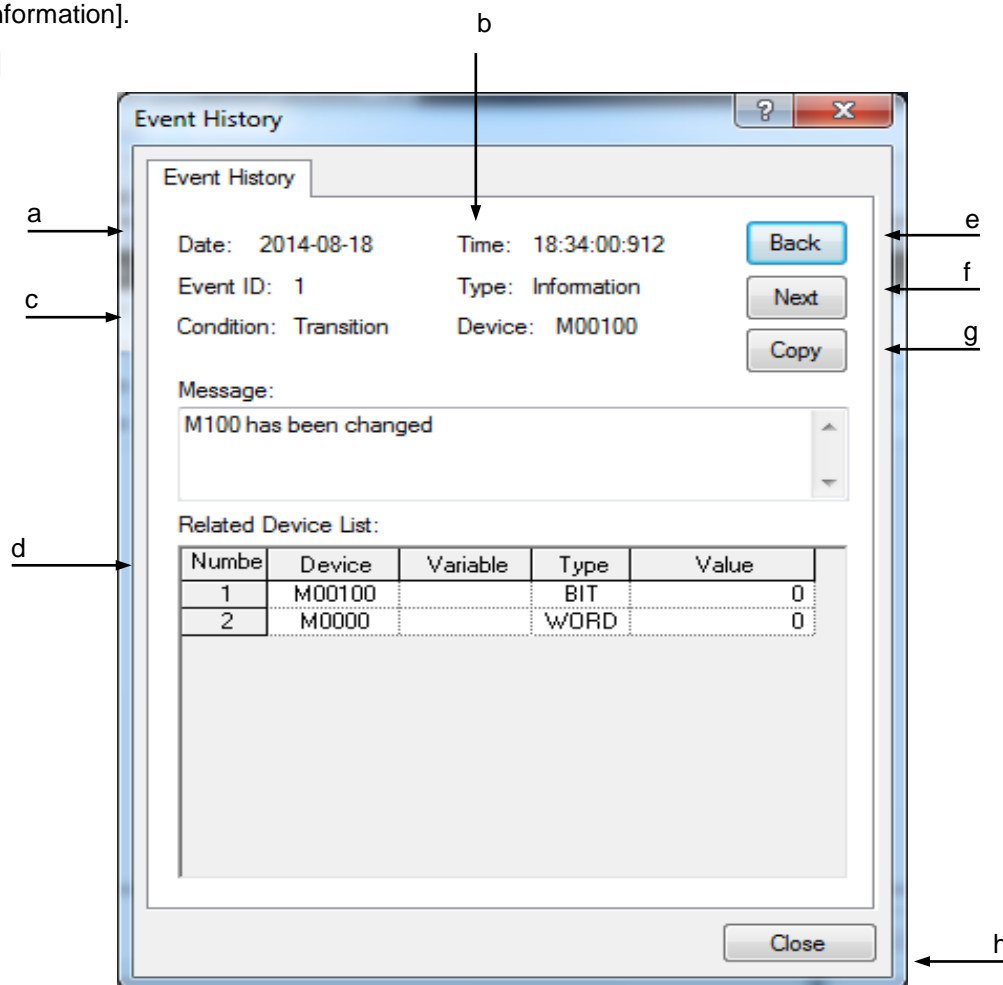 nformation].
b
Event History
Event History
a
e
Date: 2014-08-18 Time: 18:34:00:912 Back
f
Event ID: 1 Type: Information Next
c
Condition: Transition Device: M00100
g
Copy
Message:
M100 has been changed
Related Device List:
d
Numbe Device Variable Type Value
1 M00100 BIT 0
2 M0000 WORD 0
Close
h